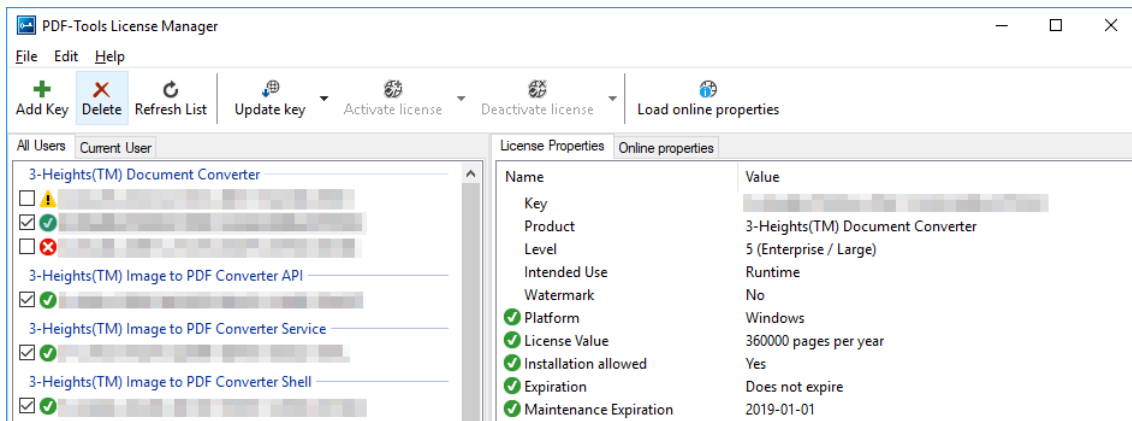 PDF-Tools License Manager
File Edit Help
Add Key Delete Refresh List Update key Activate license Deactivate license Load online properties
All Users Current User
3-Heights(TM) Document Converter
3-Heights(TM) Image to PDF Converter API
3-Heights(TM) Image to PDF Converter Service
3-Heights(TM) Image to PDF Converter Shell
License Properties Online properties
Name Value
Key
Product 3-Heights(TM) Document Converter
Level 5 (Enterprise / Large)
Intended Use Runtime
Watermark No
Platform Windows
License Value 360000 pages per year
Installation allowed Yes
Expiration Does not expire
Maintenance Expiration 2019-01-01